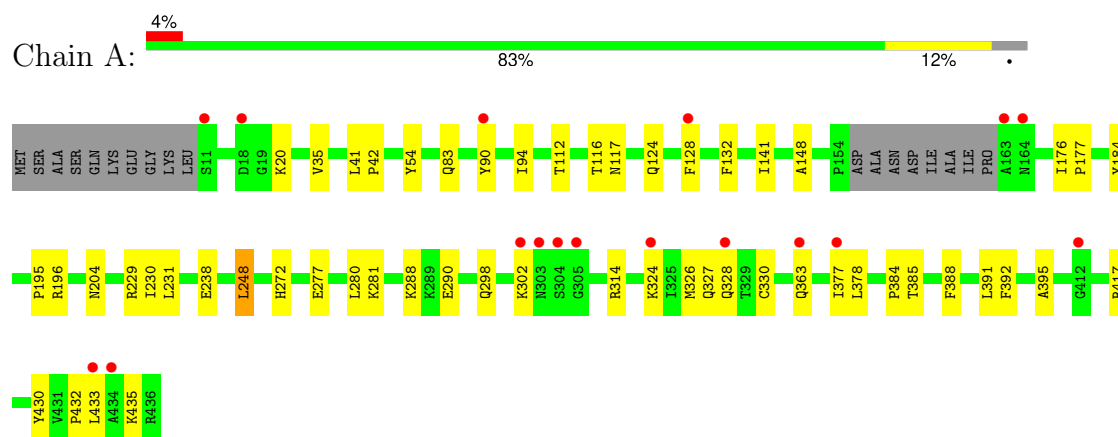 4%
Chain A:
83% 12% •
MET SER ALA SER GLN LYS GLU GLY LYS LEU S11 D18 G19 K20 V35 L41 P42 Y54 Q83 Y90 I94 T112 T116 N117 Q124 F128 F132 I141 A148 P154 ASP ALA ASN ASP ILE ALA ILE PRO A163 N164 I176 P177
P195 R196 N204 R229 I230 L231 E238 L248 H272 E277 L280 K281 K288 K289 E290 Q298 K302 N303 S304 G305 R314 K324 I325 M326 Q327 Q328 T329 C330 Q363 I377 L378 P384 T385 F388 L391 F392 A395 G412
Y430 V431 P432 L433 A434 K435 R436